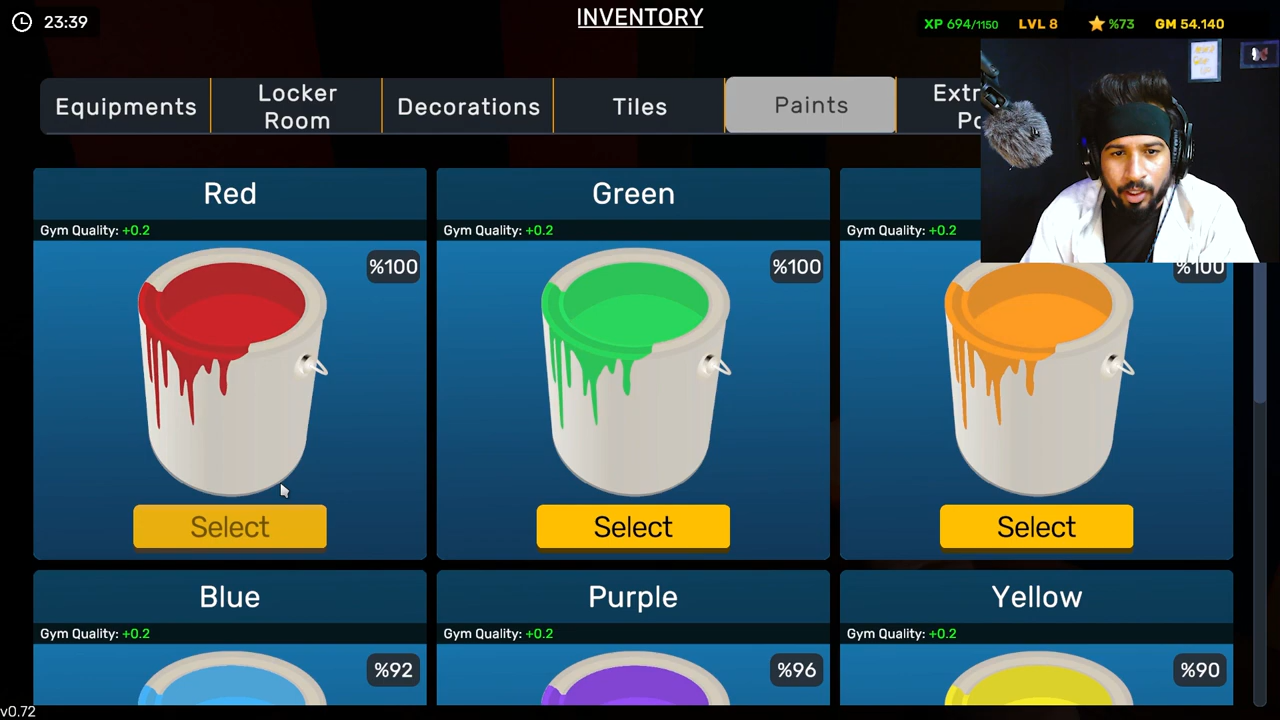 23:39
INVENTORY
XP 694/1150 LVL 8 %73 GM 54.140
Equipments
Locker
Room
Decorations
Tiles
Paints
Extr
Po
Red
Green
Gym Quality: +0.2
Gym Quality: +0.2
Gym Quality: +0.2
%100
%100
%100
Select
Select
Select
Blue
Purple
Yellow
Gym Quality: +0.2
Gym Quality: +0.2
Gym Quality: +0.2
%92
%96
%90
v0.72